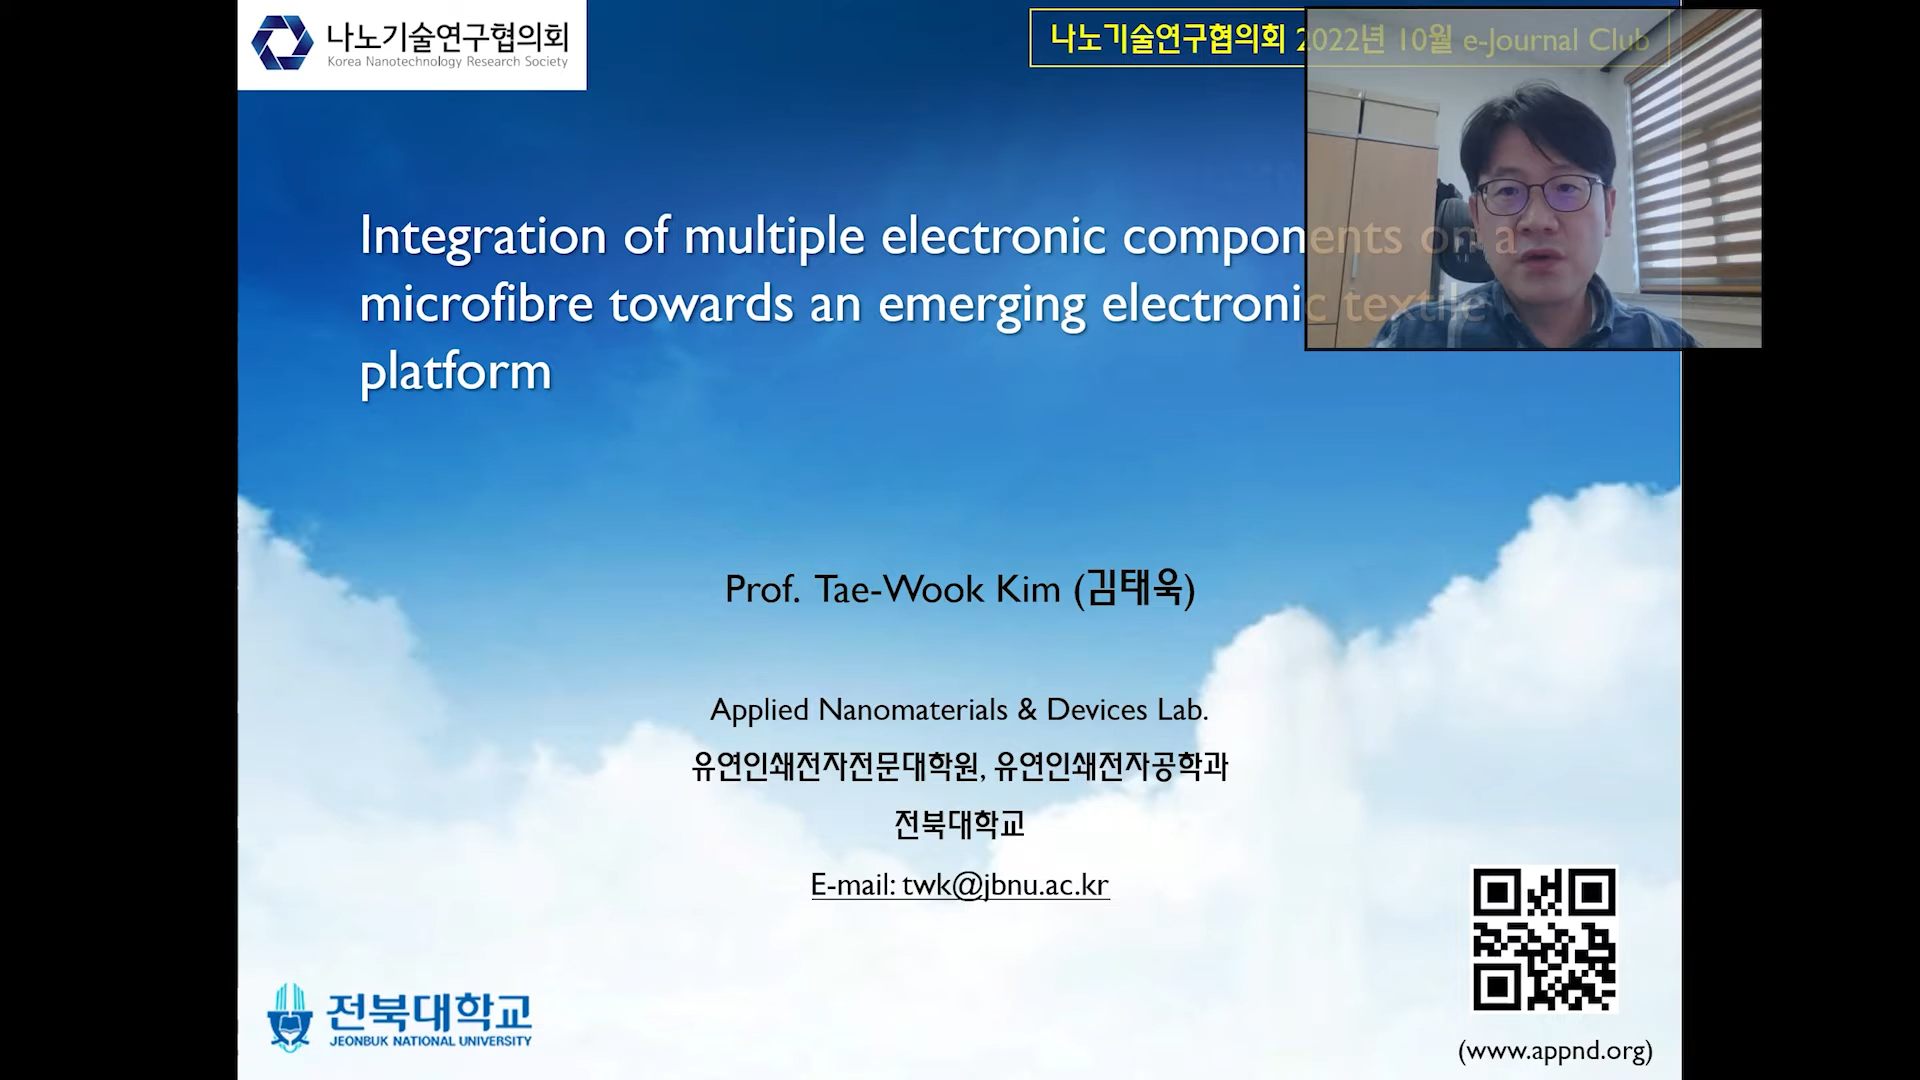 나노기술연구협의회
Korea Nanotechnology Research Society
나노기술연구협의회 2022년 10월 e-Journal Club
Integration of multiple electronic components on a
microfibre towards an emerging electronic textile
platform
Prof. Tae-Wook Kim (김태욱)
Applied Nanomaterials & Devices Lab.
유연인쇄전자전문대학원, 유연인쇄전자공학과
전북대학교
E-mail: twk@jbnu.ac.kr
전북대학교
JEONBUK NATIONAL UNIVERSITY
(www.appnd.org)